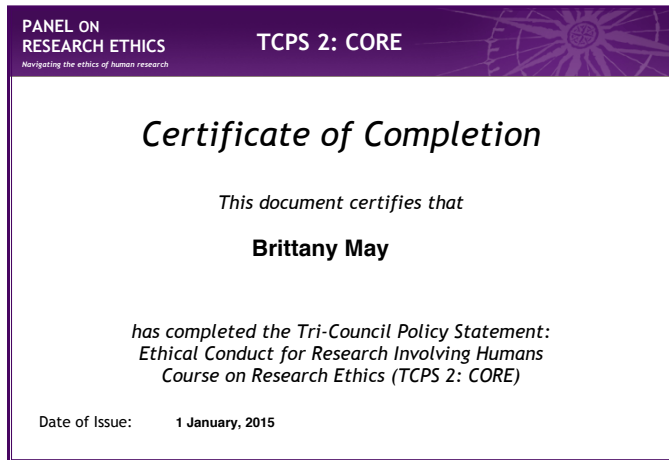 PANEL ON
RESEARCH ETHICS
Navigating the ethics of human research
TCPS 2: CORE
Certificate of Completion
This document certifies that
Brittany May
has completed the Tri-Council Policy Statement:
Ethical Conduct for Research Involving Humans
Course on Research Ethics (TCPS 2: CORE)
Date of Issue: 1 January, 2015